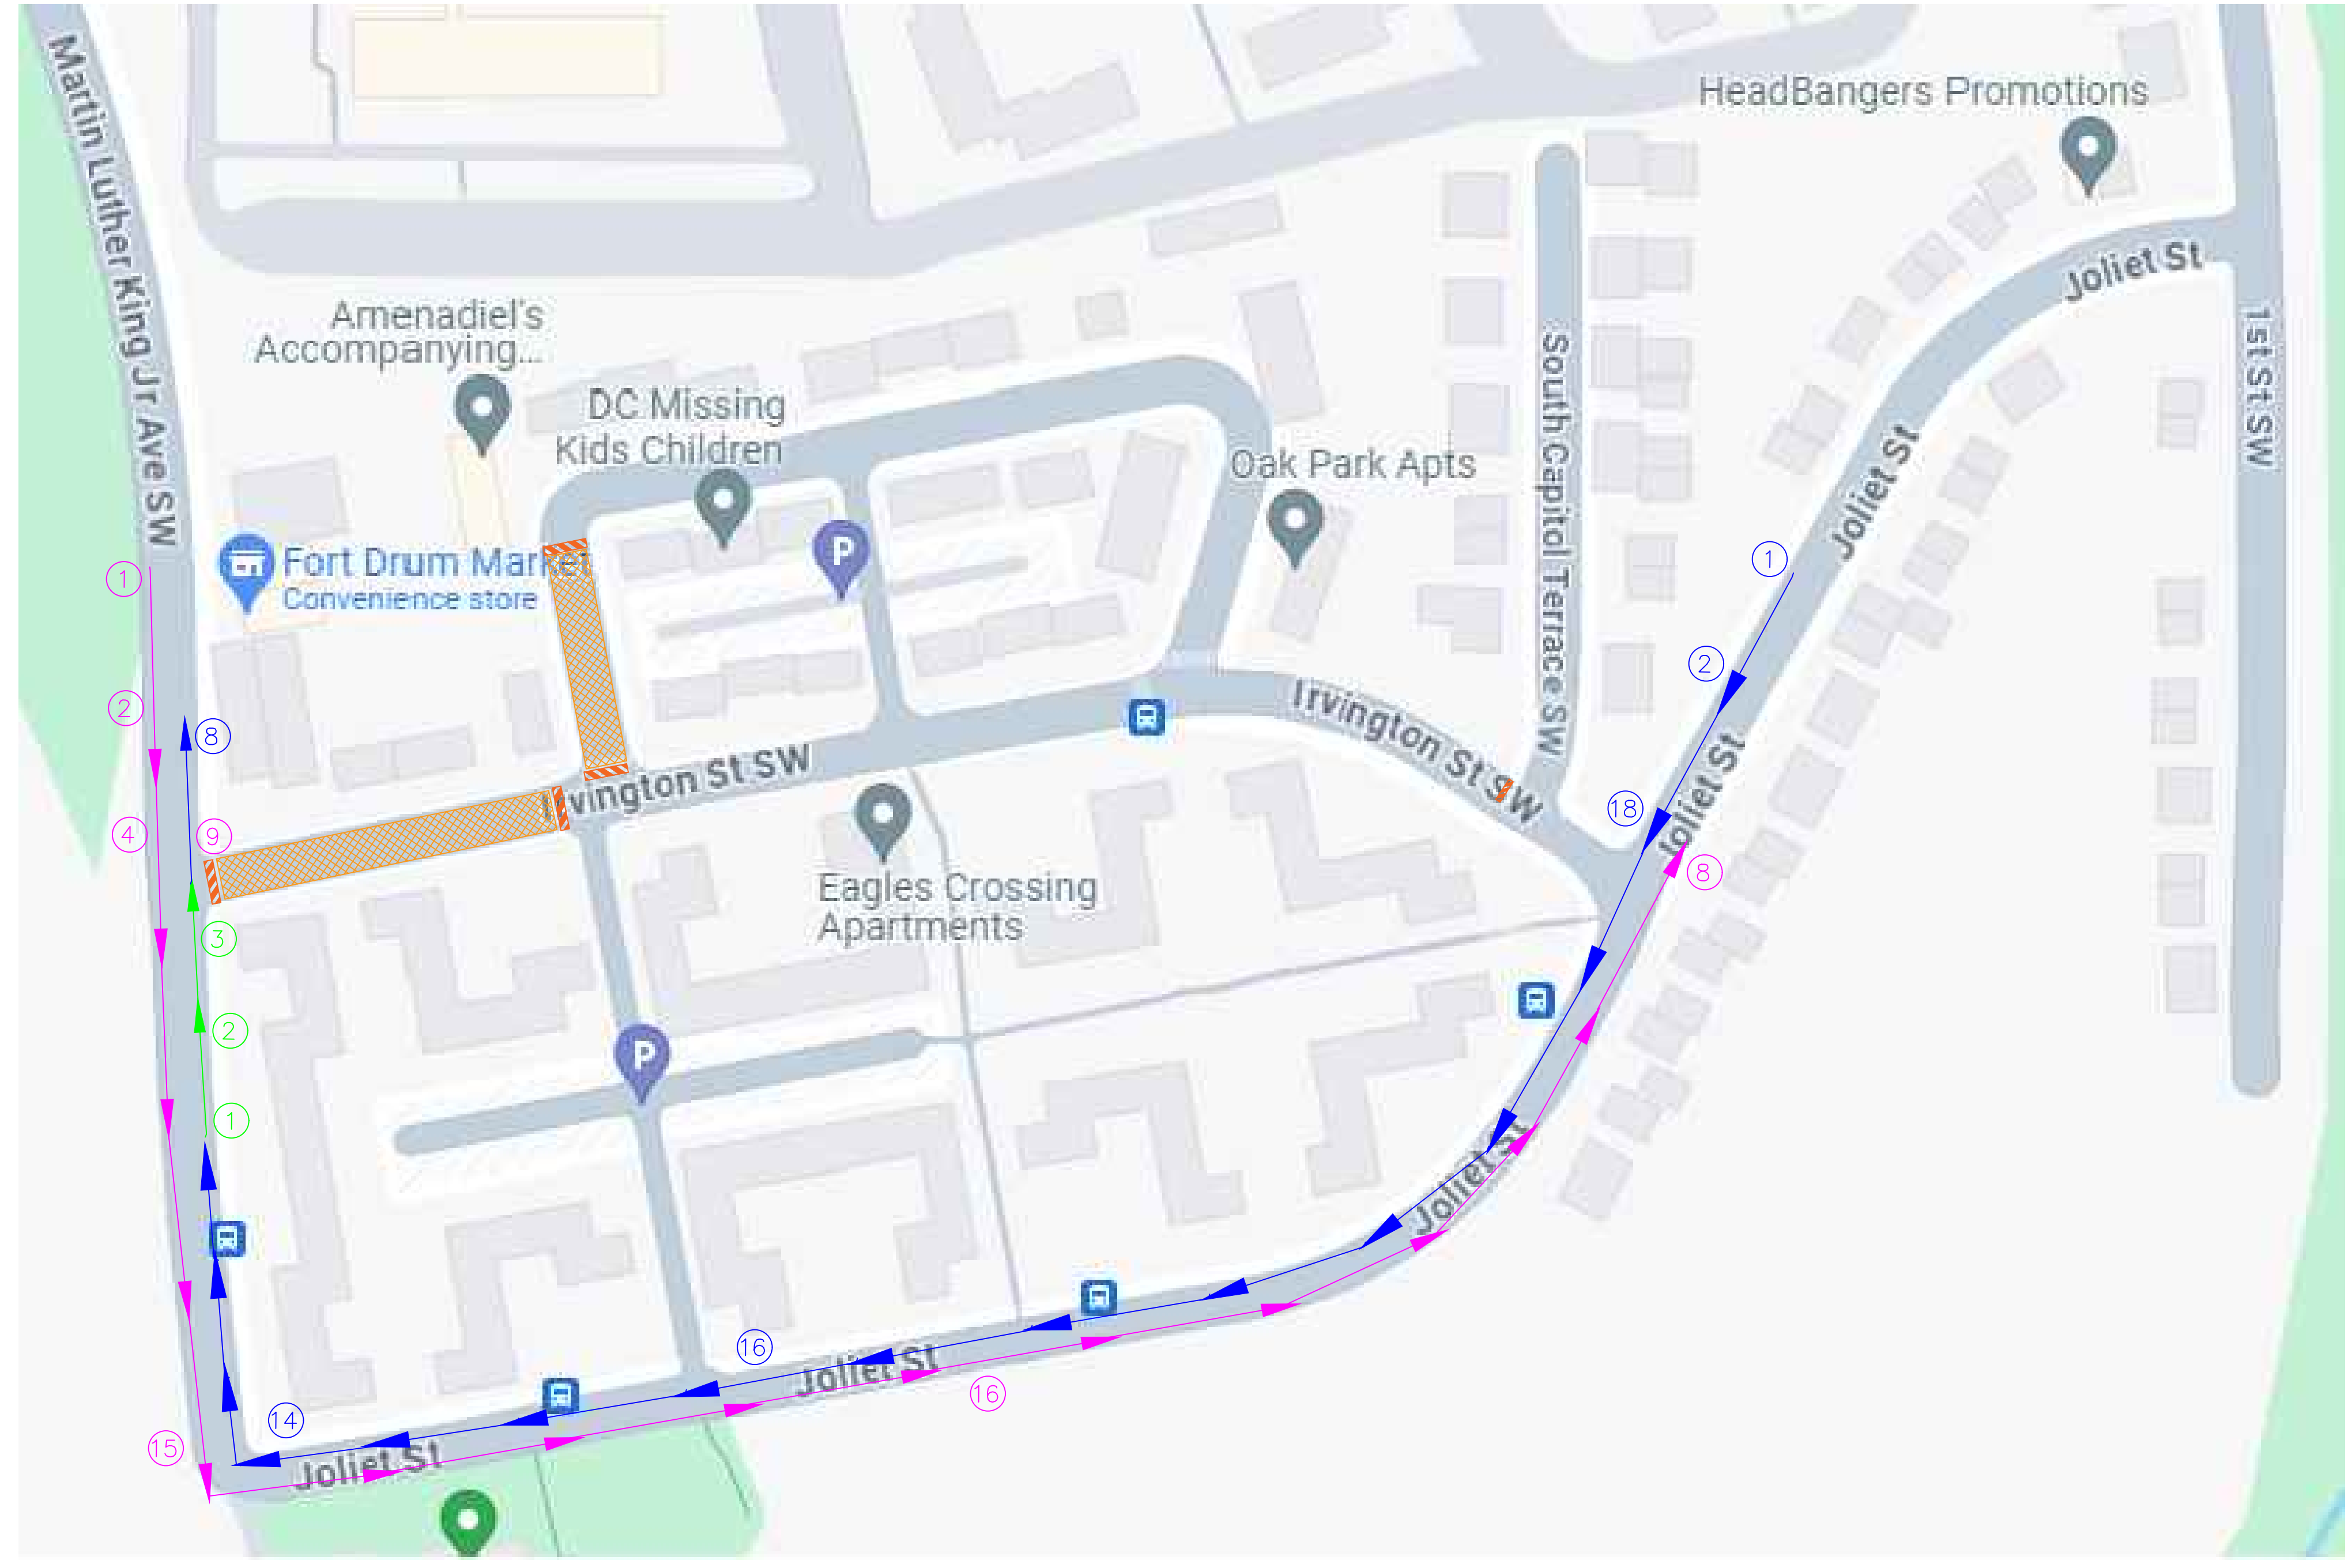 Martin Luther King Jr Ave SW
HeadBangers Promotions
Joliet St
1st St SW
Amenadiel's
Accompanying...
DC Missing
Kids Children
P
Oak Park Apts
South Capitol Terrace SW
Joliet St
Fort Drum Market
Convenience store
1
1
2
2
8
Irvington St SW
Irvington St SW
Joliet St
18
4
9
8
Eagles Crossing
Apartments
3
2
P
1
Joliet St
16
Joliet St
16
14
15
Joliet St